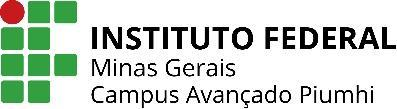 INSTITUTO FEDERAL
Minas Gerais
Campus Avançado Piumhi